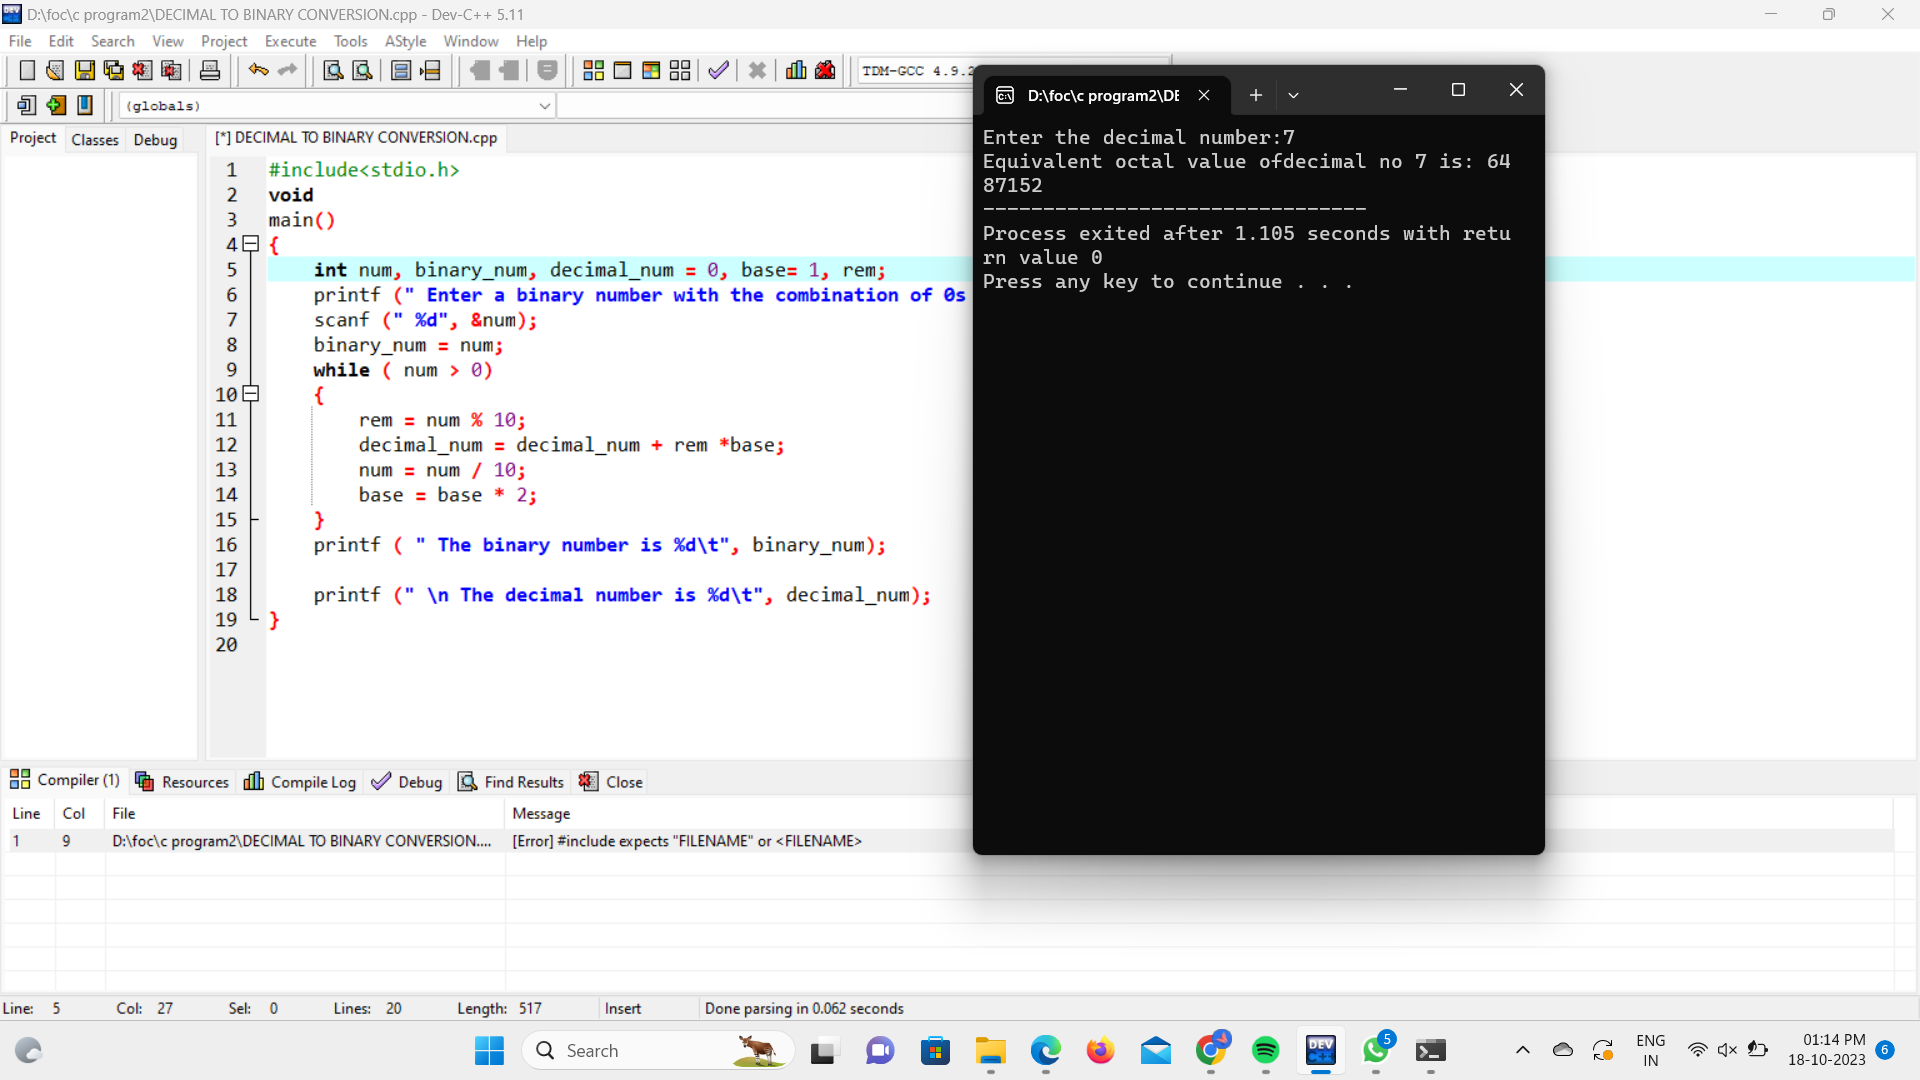 D:\foc\c program2\DECIMAL TO BINARY CONVERSION.cpp - Dev-C++ 5.11
File Edit Search View Project Execute Tools AStyle Window Help
TDM-GCC 4.9.2
(globals)
Project Classes Debug
[*] DECIMAL TO BINARY CONVERSION.cpp
1 #include<stdio.h>
2 void
3 main()
4 {
5 int num, binary_num, decimal_num = 0, base= 1, rem;
6 printf (" Enter a binary number with the combination of 0s
7 scanf (" %d", &num);
8 binary_num = num;
9 while ( num > 0)
10 {
11 rem = num % 10;
12 decimal_num = decimal_num + rem *base;
13 num = num / 10;
14 base = base * 2;
15 }
16 printf ( " The binary number is %d\t", binary_num);
17
18 printf (" \n The decimal number is %d\t", decimal_num);
19 }
20
D:\foc\c program2\DE
Enter the decimal number:7
Equivalent octal value ofdecimal no 7 is: 64
87152
--------------------------------
Process exited after 1.105 seconds with retu
rn value 0
Press any key to continue . . .
Compiler (1) Resources Compile Log Debug Find Results Close
Line Col File Message
1 9 D:\foc\c program2\DECIMAL TO BINARY CONVERSION.... [Error] #include expects "FILENAME" or <FILENAME>
Line: 5 Col: 27 Sel: 0 Lines: 20 Length: 517 Insert Done parsing in 0.062 seconds
Search
DEV
5
ENG
IN
01:14 PM
18-10-2023
6